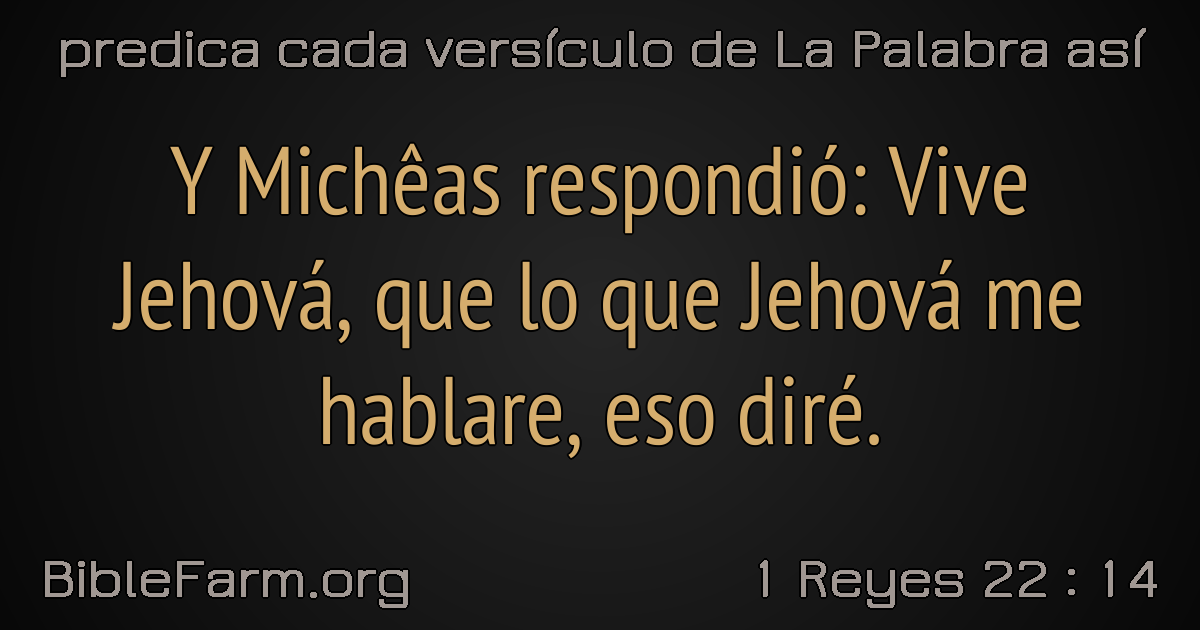 predica cada versículo de La Palabra así
Y Michêas respondió: Vive
Jehová, que lo que Jehová me
hablare, eso diré.
BibleFarm.org
1 Reyes 22 : 14